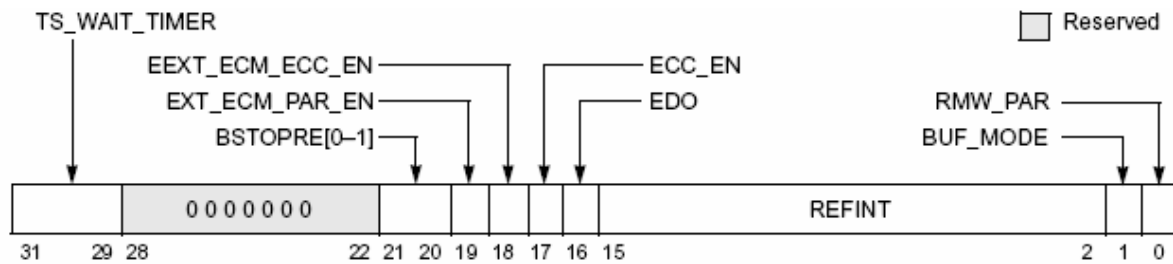 TS_WAIT_TIMER
Reserved
EEXT_ECM_ECC_EN
ECC_EN
EXT_ECM_PAR_EN
EDO
RMW_PAR
BSTOPRE[0–1]
BUF_MODE
0 0 0 0 0 0 0
REFINT
31 29 28 22 21 20 19 18 17 16 15 2 1 0